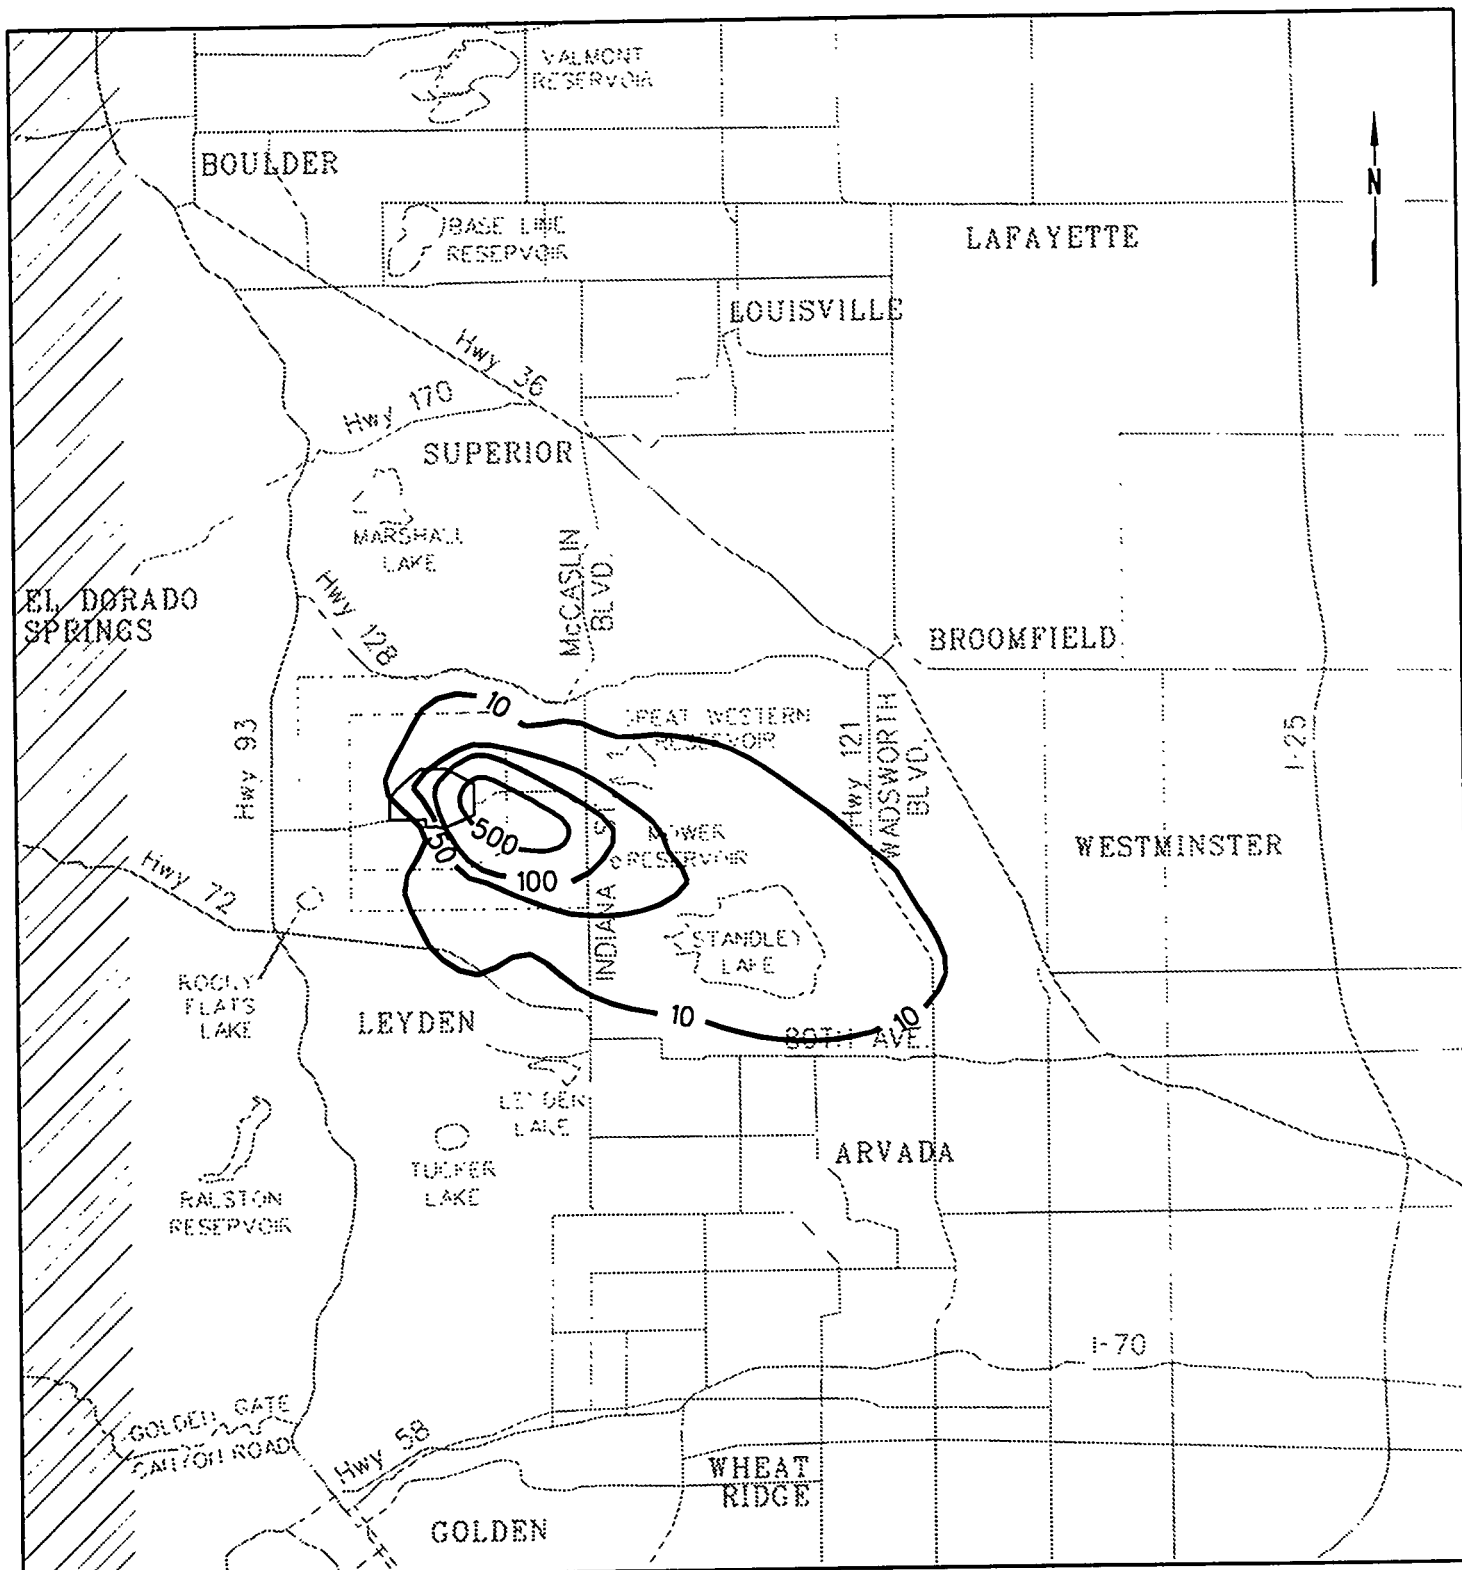 VALMONT
RESERVOIR
BOULDER
N
BASE LINE
RESERVOIR
LAFAYETTE
LOUISVILLE
Hwy 36
Hwy 170
SUPERIOR
MARSHALL
LAKE
McCASLIN
BLVD.
EL DORADO
SPRINGS
Hwy 128
BROOMFIELD
10
WESTERN
RESERVOIR
Hwy 93
Hwy 121
WADSWORTH
BLVD.
I-25
500
50
MOWER
RESERVOIR
WESTMINSTER
Hwy 72
100
INDIANA
ST
STANDLEY
LAKE
ROCKY
FLATS
LAKE
LEYDEN
10
10
80TH AVE.
LEYDEN
LAKE
TUCKER
LAKE
ARVADA
RALSTON
RESERVOIR
I-70
GOLDEN GATE
CANYON ROAD
Hwy 58
WHEAT
RIDGE
GOLDEN